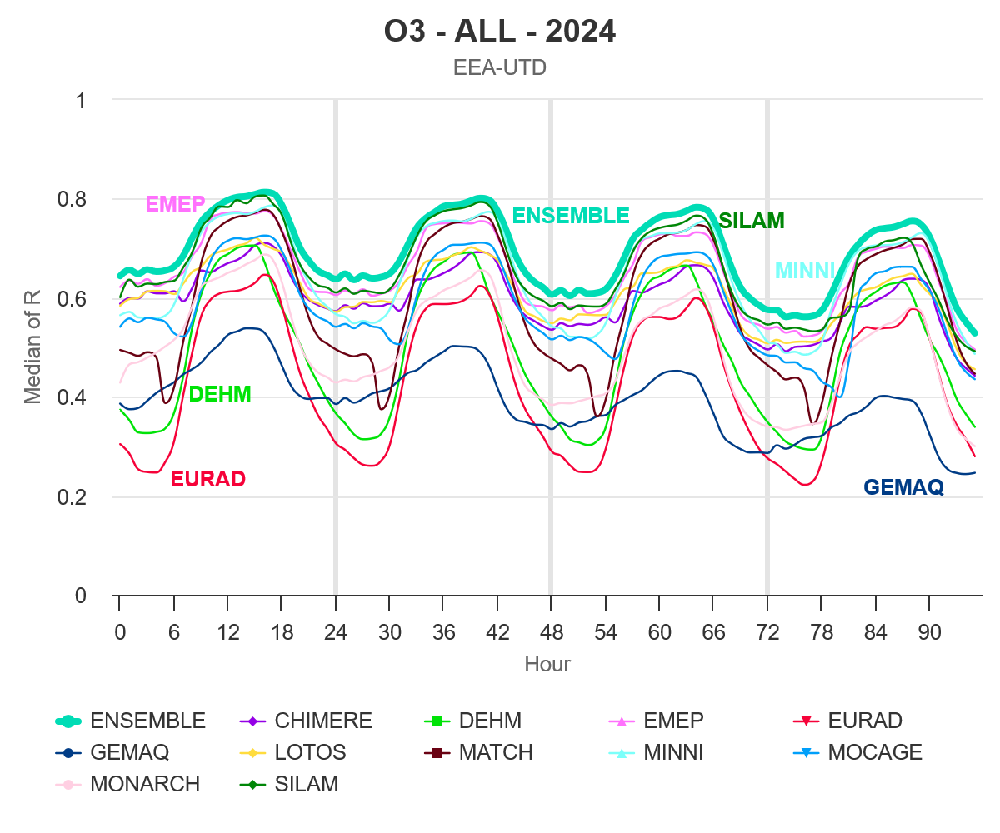 O3 - ALL - 2024
EEA-UTD
Median of R
1
0.8
0.6
0.4
0.2
0
EMEP
ENSEMBLE
SILAM
MINNI
DEHM
EURAD
GEMAQ
0 6 12 18 24 30 36 42 48 54 60 66 72 78 84 90
Hour
ENSEMBLE CHIMERE DEHM EMEP EURAD
GEMAQ LOTOS MATCH MINNI MOCAGE
MONARCH SILAM